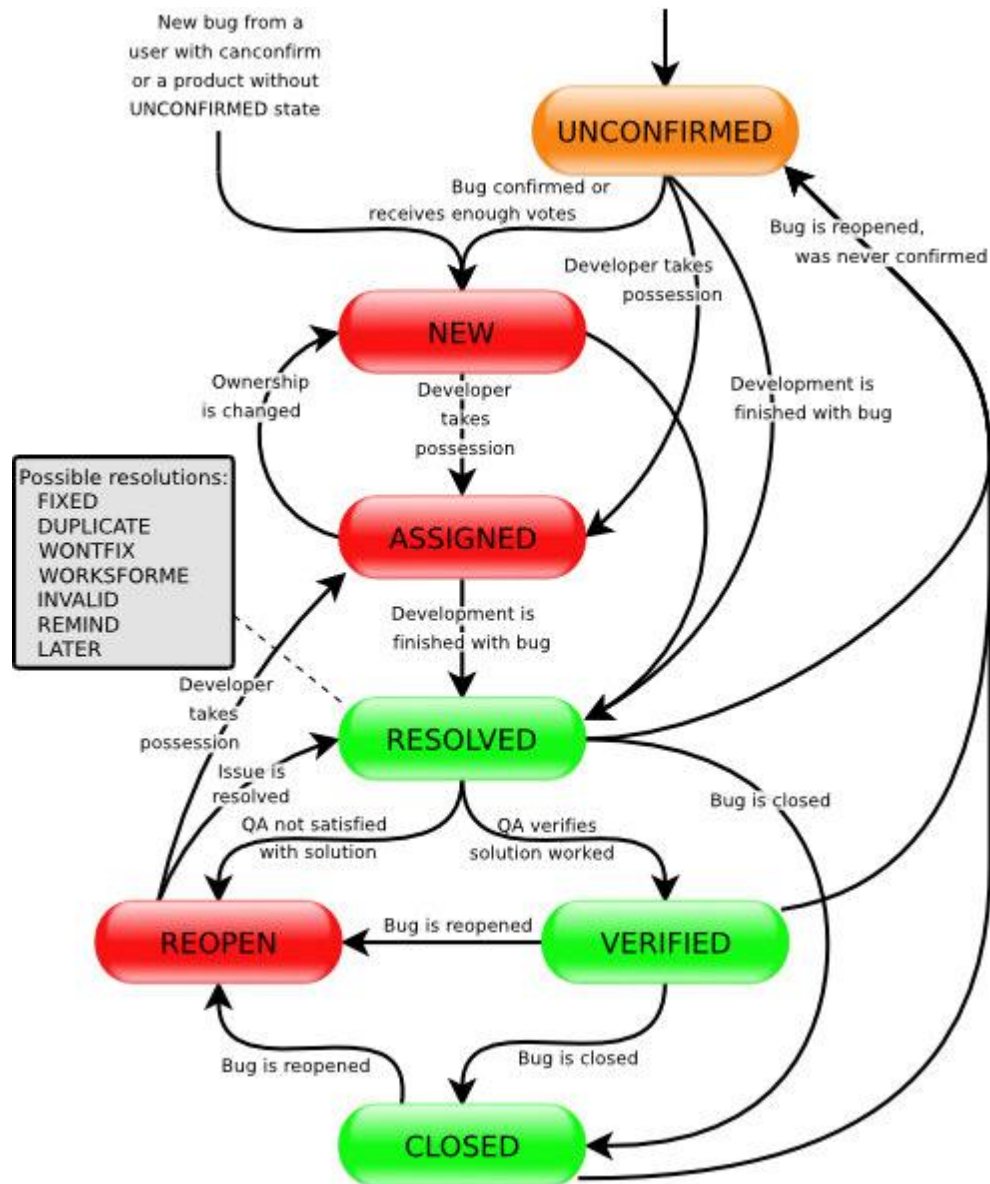 New bug from a
user with canconfirm
or a product without
UNCONFIRMED state
UNCONFIRMED
Bug confirmed or
receives enough votes
Bug is reopened,
was never confirmed
Developer takes
possession
NEW
Ownership
is changed
Developer
takes
possession
Development is
finished with bug
Possible resolutions:
FIXED
DUPLICATE
WONTFIX
WORKSFORME
INVALID
REMIND
LATER
ASSIGNED
Development is
finished with bug
Developer
takes
possession
RESOLVED
Issue is
resolved
Bug is closed
QA not satisfied
with solution
QA verifies
solution worked
REOPEN
Bug is reopened
VERIFIED
Bug is reopened
Bug is closed
CLOSED